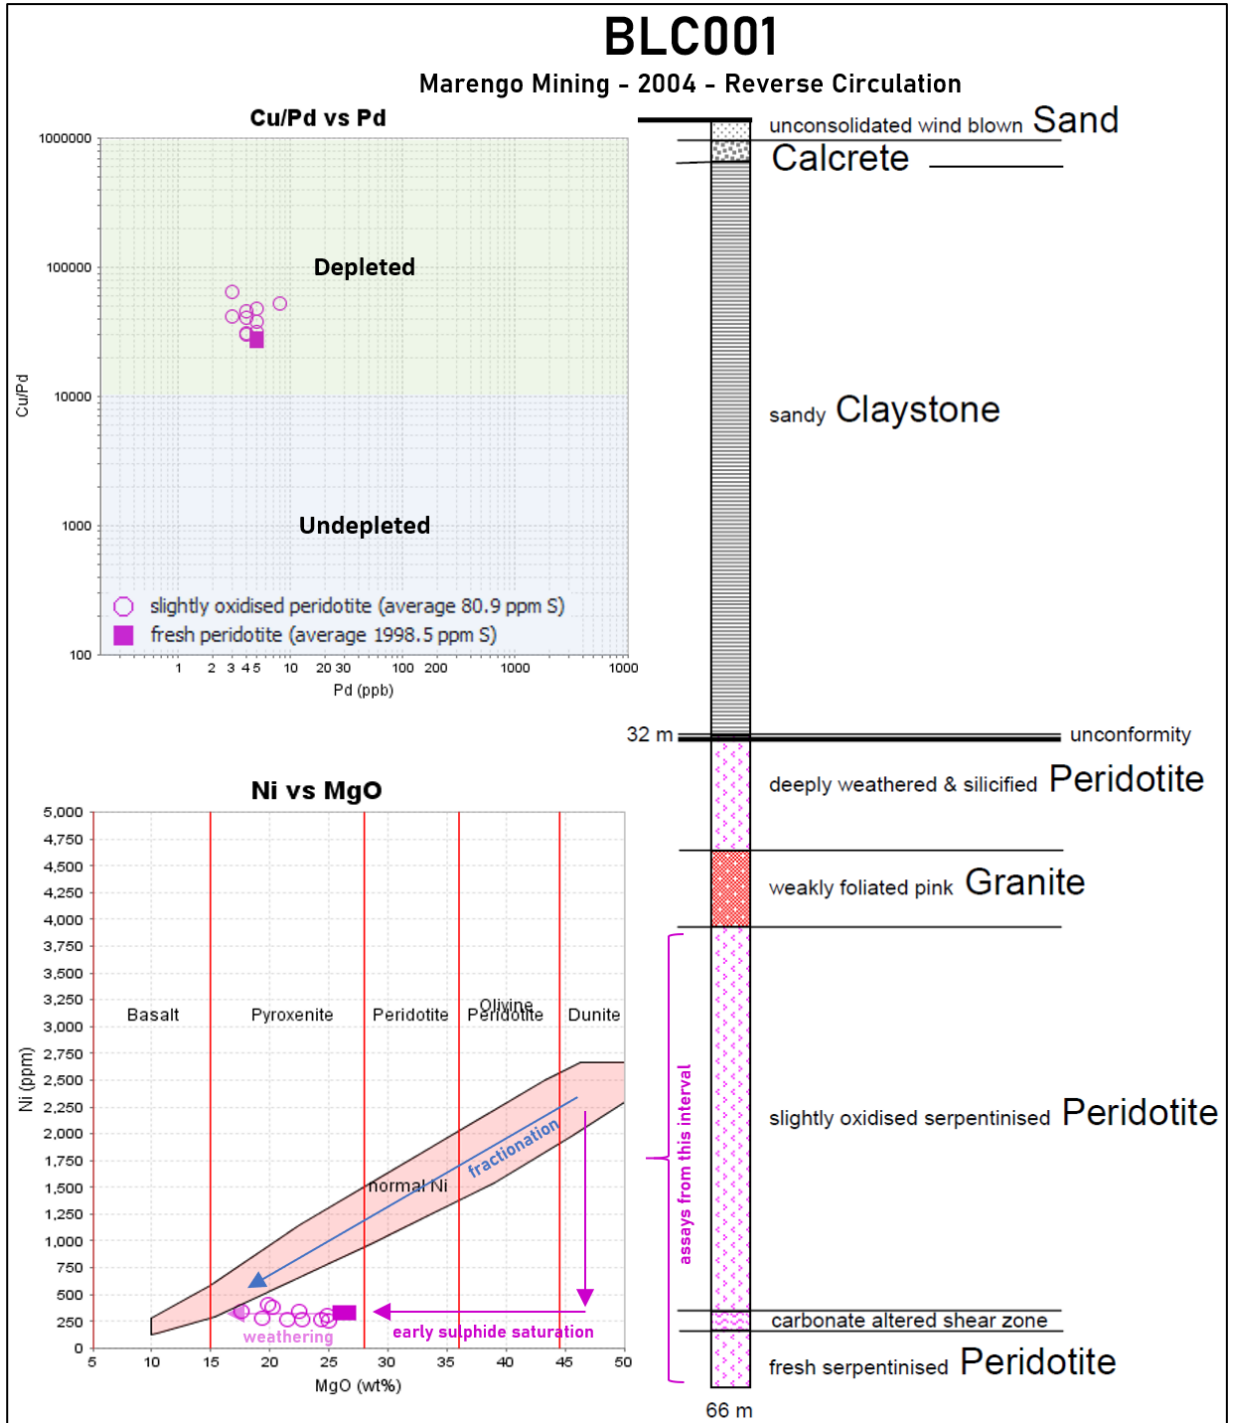 BLC001
Marengo Mining - 2004 - Reverse Circulation
Cu/Pd vs Pd
1000000
100000
10000
1000
100
Cu/Pd
Depleted
Undepleted
slightly oxidised peridotite (average 80.9 ppm S)
fresh peridotite (average 1998.5 ppm S)
1 2 3 4 5 10 20 30 100 200 1000 1000
Pd (ppb)
Ni vs MgO
5,000
4,750
4,500
4,250
4,000
3,750
3,500
3,250
3,000
2,750
2,500
2,250
2,000
1,750
1,500
1,250
1,000
750
500
250
0
Ni (ppm)
Basalt
Pyroxenite
Peridotite
Olivine
Peridotite
Dunite
fractionation
normal Ni
weathering
early sulphide saturation
5 10 15 20 25 30 35 40 45 50
MgO (wt%)
unconsolidated wind blown Sand
Calcrete
sandy Claystone
32 m
unconformity
deeply weathered & silicified Peridotite
weakly foliated pink Granite
assays from this interval
slightly oxidised serpentinised Peridotite
carbonate altered shear zone
fresh serpentinised Peridotite
66 m